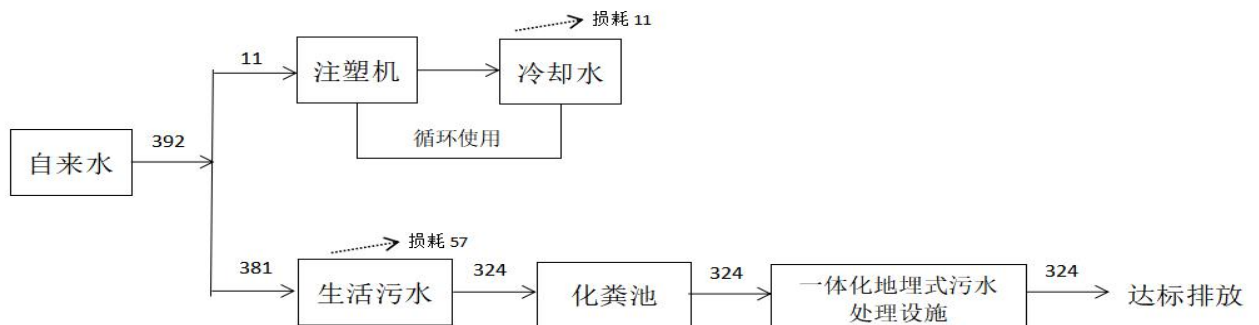 损耗 11
11
注塑机
冷却水
循环使用
392
自来水
损耗 57
381
生活污水
324
化粪池
324
一体化地埋式污水
处理设施
324
达标排放